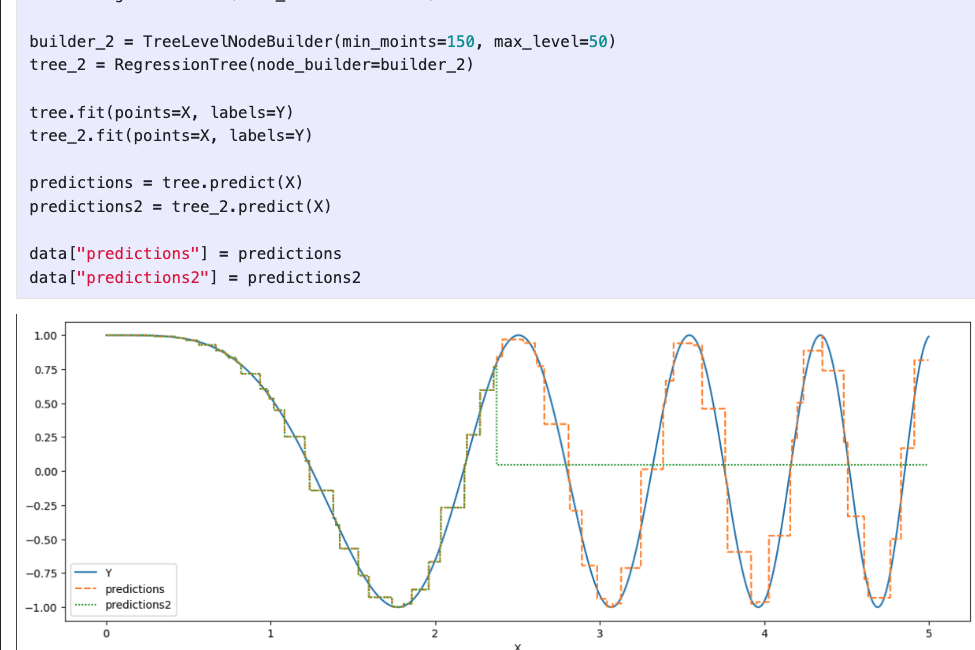 builder_2 = TreeLevelNodeBuilder(min_moints=150, max_level=50)
tree_2 = RegressionTree(node_builder=builder_2)
tree.fit(points=X, labels=Y)
tree_2.fit(points=X, labels=Y)
predictions = tree.predict(X)
predictions2 = tree_2.predict(X)
data["predictions"] = predictions
data["predictions2"] = predictions2
1.00
0.75
0.50
0.25
0.00
−0.25
−0.50
−0.75
−1.00
Y
predictions
predictions2
0 1 2 3 4 5
X